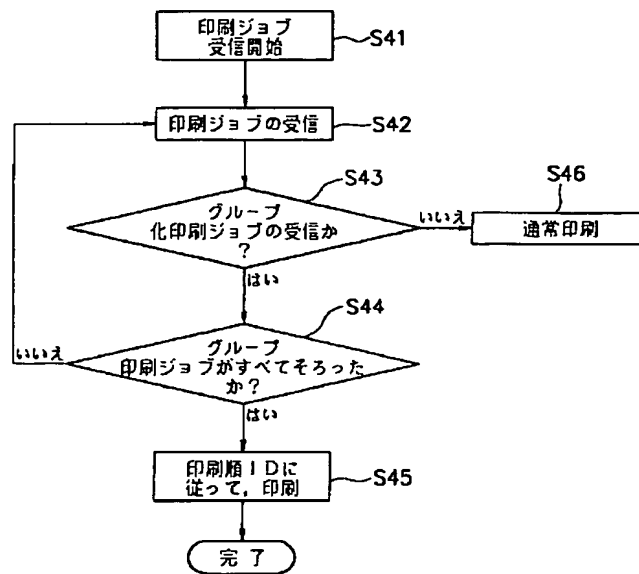 印刷ジョブ
受信開始
S41
印刷ジョブの受信
S42
S43
グループ
化印刷ジョブの受信か
?
いいえ
S46
通常印刷
はい
S44
グループ
印刷ジョブがすべてそろった
か?
いいえ
はい
印刷順IDに
従って,印刷
S45
完了